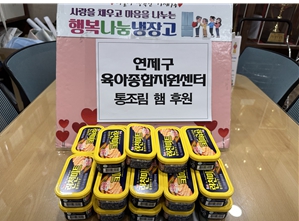 사랑을 채우고 마음을 나누는
행복나눔냉장고
연제구
육아종합지원센터
통조림 햄 후원